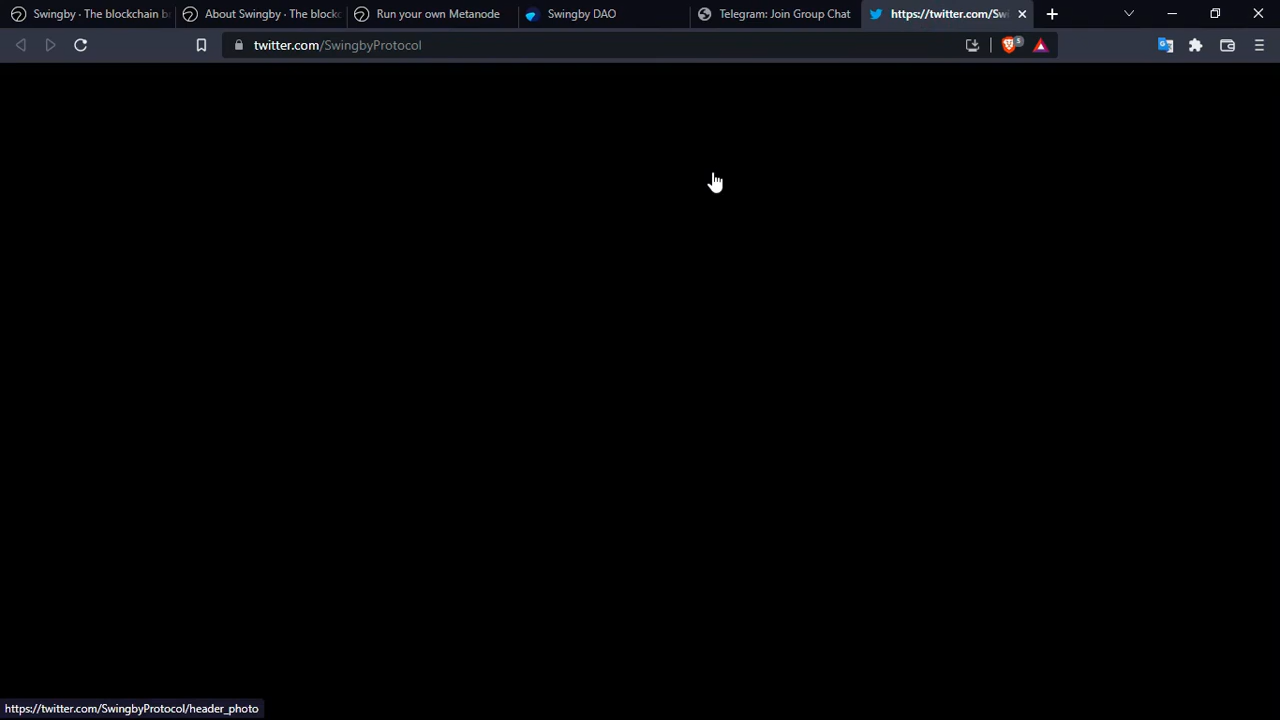 Swingby · The blockchain b
About Swingby · The block
Run your own Metanode
Swingby DAO
Telegram: Join Group Chat
https://twitter.com/Sw
twitter.com/SwingbyProtocol
5
https://twitter.com/SwingbyProtocol/header_photo